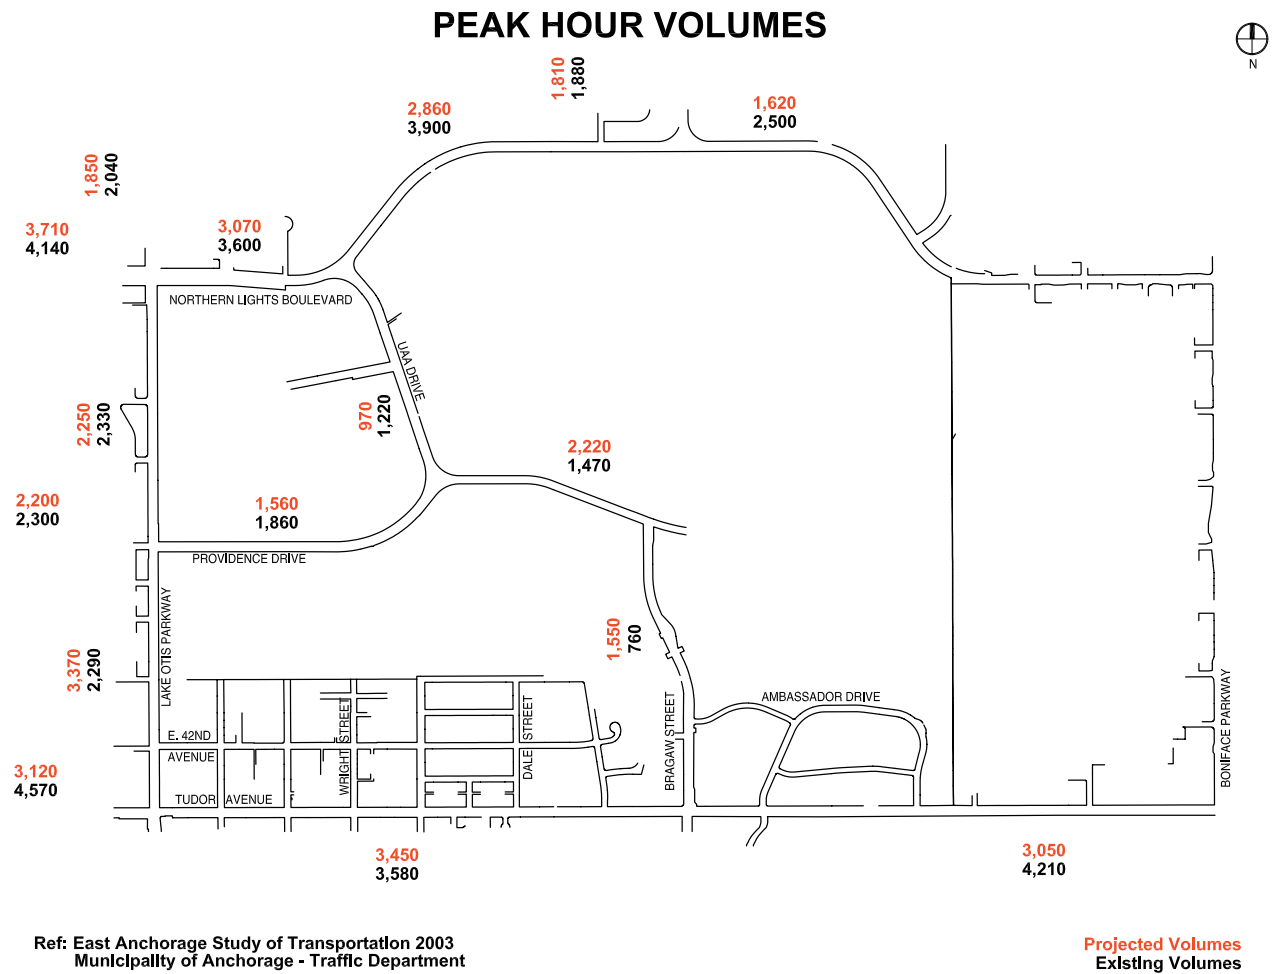 PEAK HOUR VOLUMES
N
1,810
1,880
2,860
3,900
1,620
2,500
1,850
2,040
3,710
4,140
3,070
3,600
NORTHERN LIGHTS BOULEVARD
UAA DRIVE
970
1,220
2,250
2,330
2,220
1,470
2,200
2,300
1,560
1,860
PROVIDENCE DRIVE
LAKE OTIS PARKWAY
1,550
760
3,370
2,290
AMBASSADOR DRIVE
WRIGHT STREET
DALE STREET
BRAGAW STREET
BONIFACE PARKWAY
E. 42ND
AVENUE
3,120
4,570
TUDOR AVENUE
3,450
3,580
3,050
4,210
Ref: East Anchorage Study of Transportation 2003
Municipality of Anchorage - Traffic Department
Projected Volumes
Existing Volumes